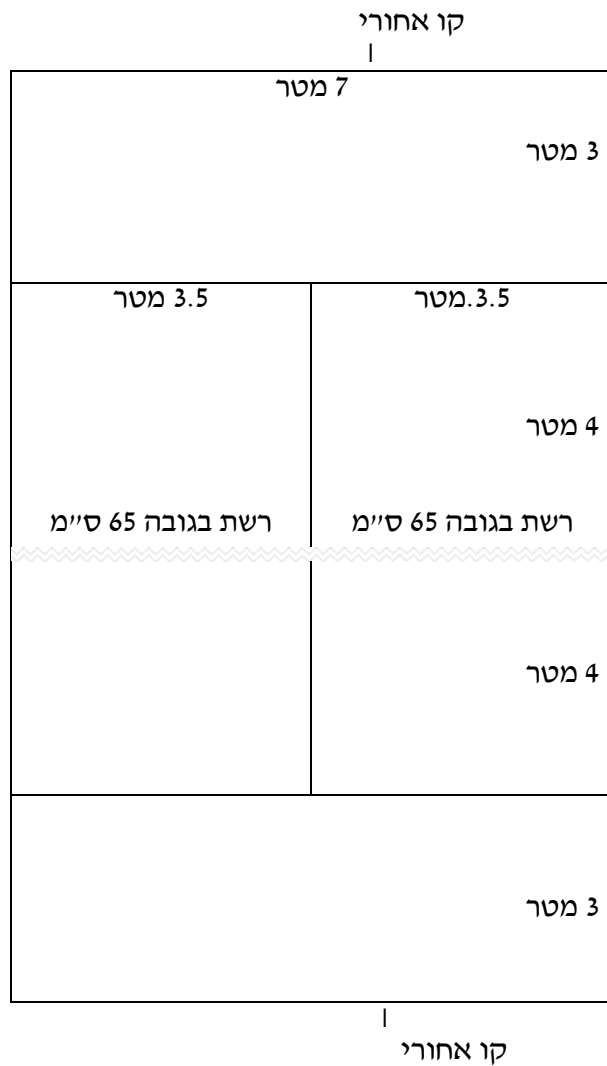 קו אחורי
7 מטר
3 מטר
3.5.מטר
3.5 מטר
4 מטר
רשת בגובה 65 ס״מ
רשת בגובה 65 ס״מ
4 מטר
3 מטר
קו אחורי